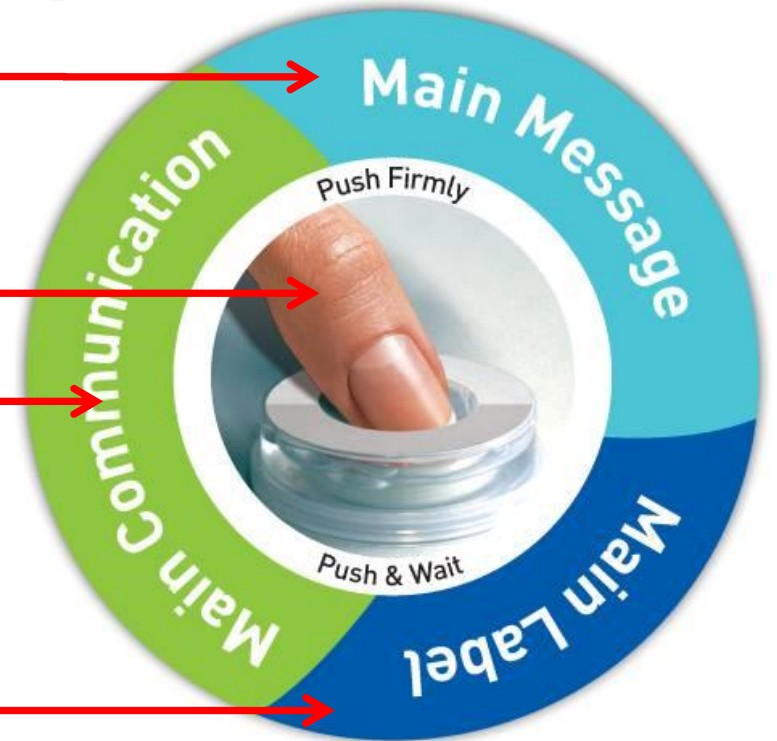 Main Message
Push Firmly
Main Communication
Push & Wait
Main Label